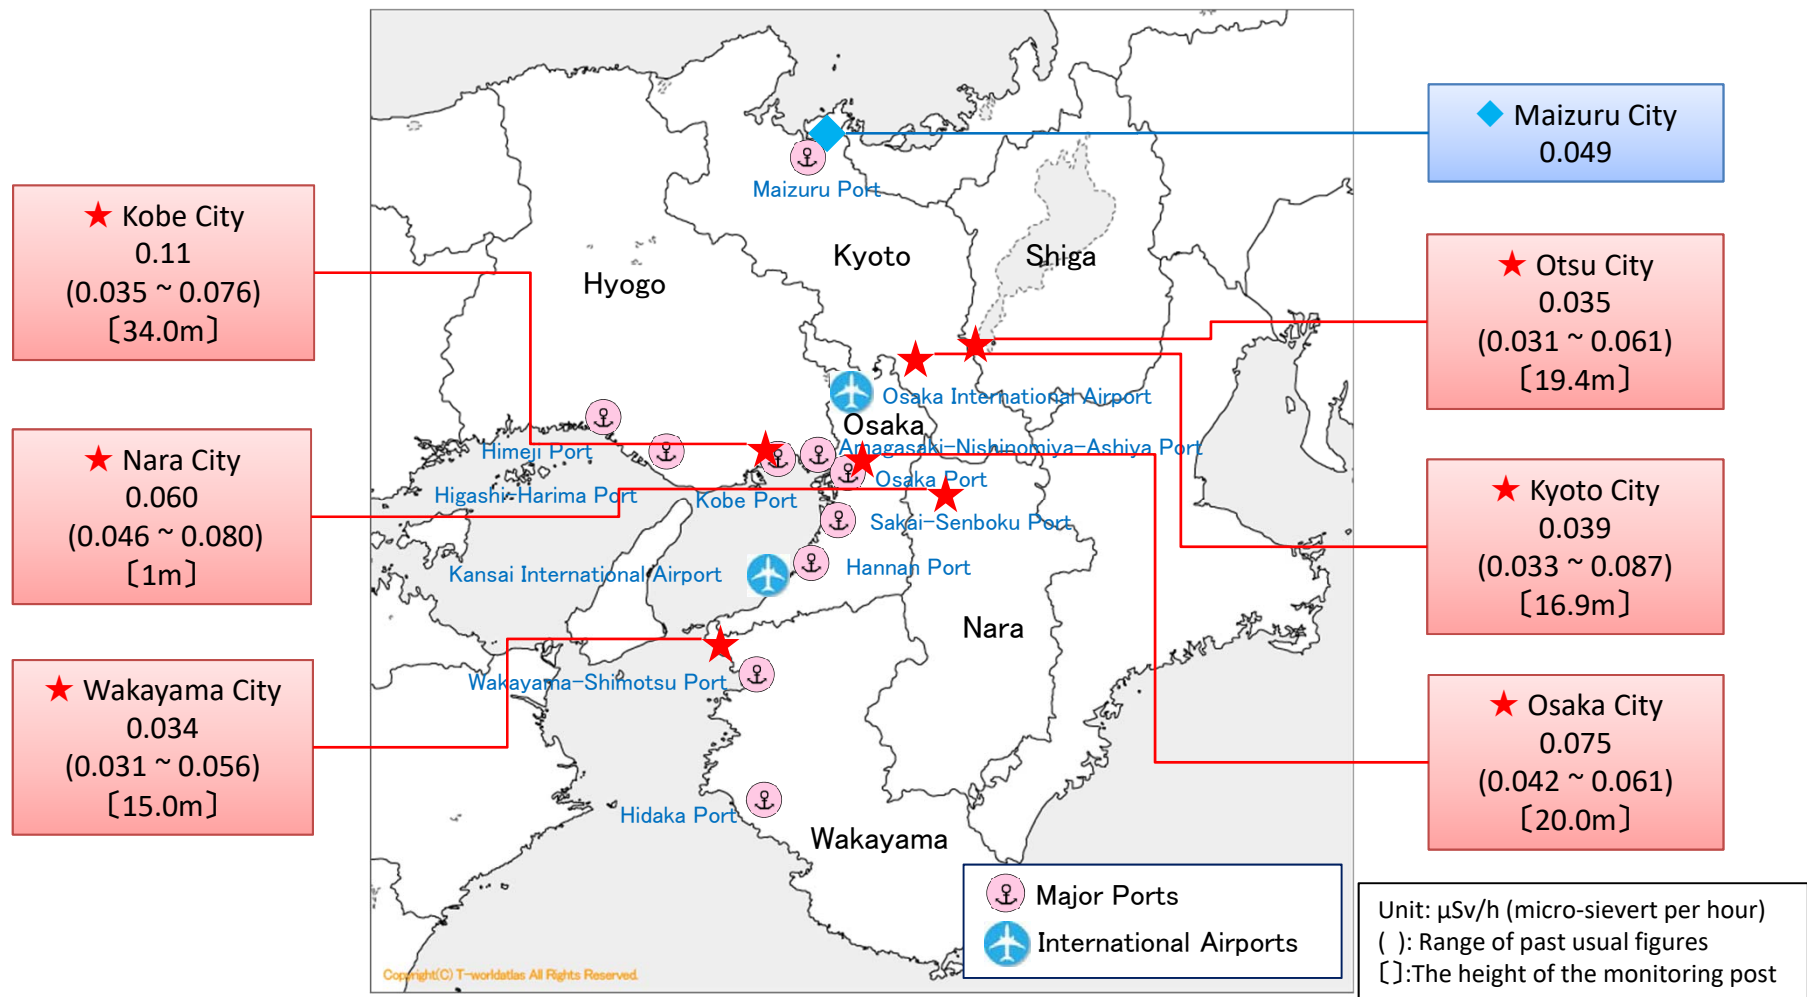 ★ Kobe City
0.11
(0.035 ~ 0.076)
〔34.0m〕
★ Nara City
0.060
(0.046 ~ 0.080)
〔1m〕
★ Wakayama City
0.034
(0.031 ~ 0.056)
〔15.0m〕
Maizuru Port
Kyoto
Shiga
Hyogo
Osaka International Airport
Osaka
Amagasaki-Nishinomiya-Ashiya Port
Himeji Port
Osaka Port
Higashi-Harima Port
Kobe Port
Sakai-Senboku Port
Kansai International Airport
Hannan Port
Nara
Wakayama-Shimotsu Port
Hidaka Port
Wakayama
Major Ports
International Airports
Copyright(C) T-worldatlas All Rights Reserved.
◆ Maizuru City
0.049
★ Otsu City
0.035
(0.031 ~ 0.061)
〔19.4m〕
★ Kyoto City
0.039
(0.033 ~ 0.087)
〔16.9m〕
★ Osaka City
0.075
(0.042 ~ 0.061)
〔20.0m〕
Unit: μSv/h (micro-sievert per hour)
( ): Range of past usual figures
〔〕:The height of the monitoring post